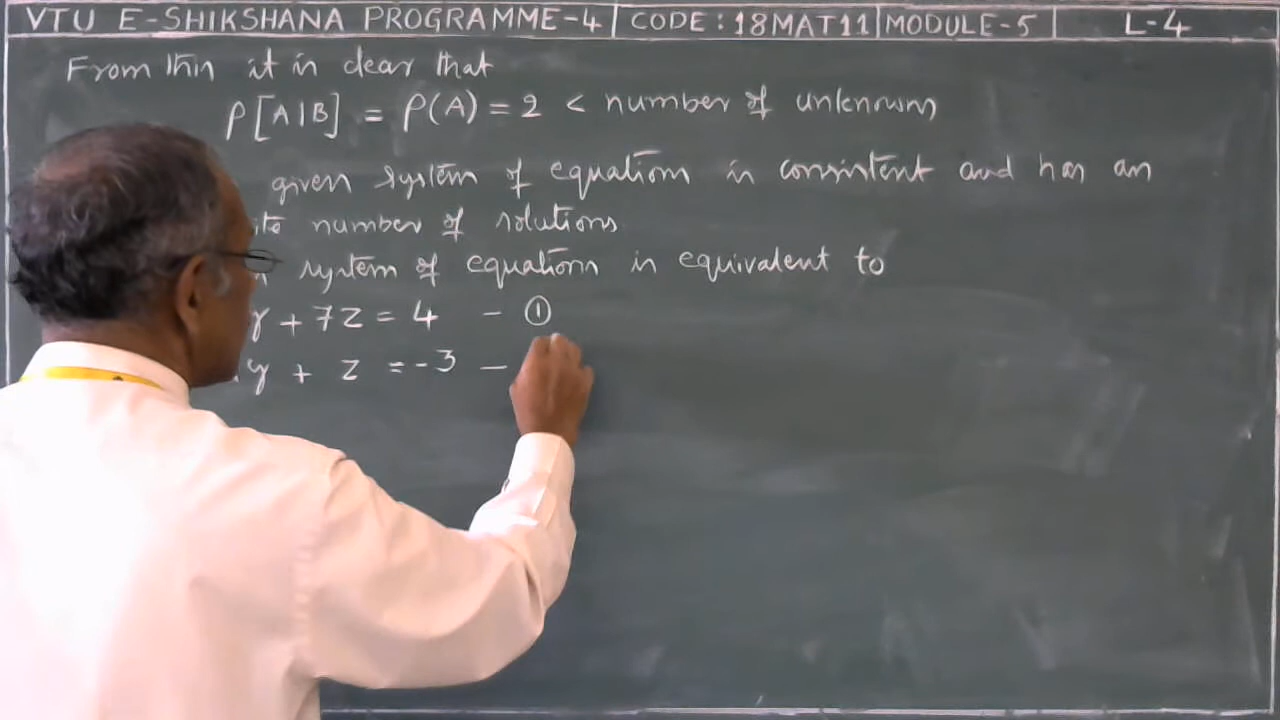 VTU E-SHIKSHANA PROGRAMME-4 CODE: 18MAT11 MODULE-5 L-4
From this it is clear that
ρ[A|B] = ρ(A) = 2 < number of unknowns
given system of equations is consistent and has an
number of solutions
system of equations is equivalent to
y + 7z = 4 - ①
y + z = -3 -